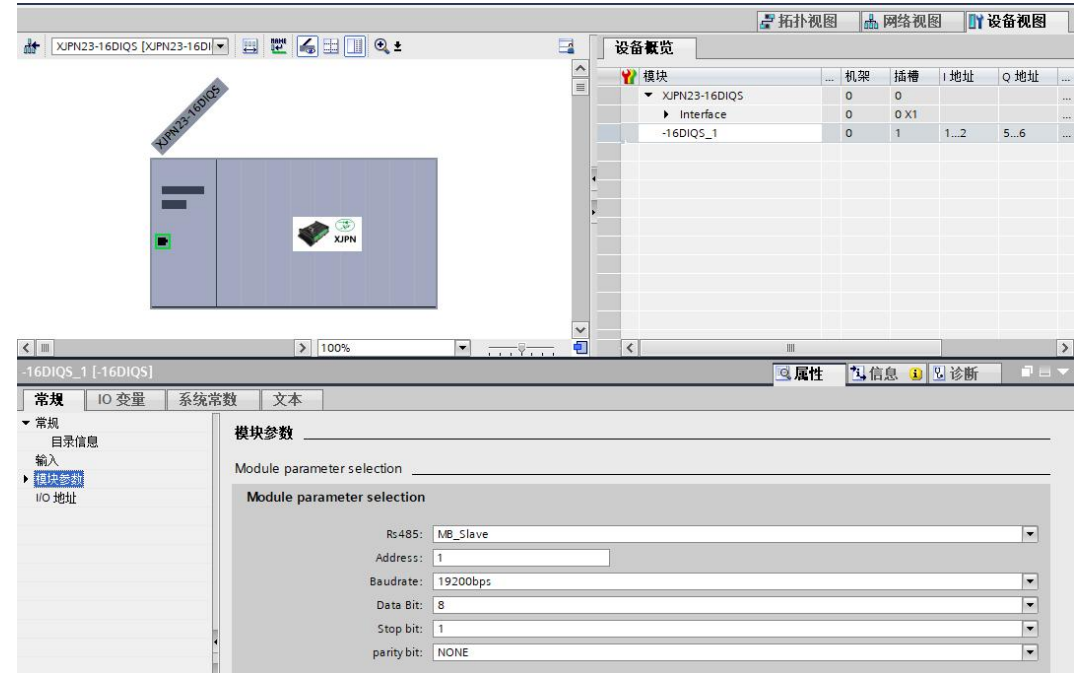 拓扑视图 网络视图 设备视图
XJPN23-16DIQS [XJPN23-16DI
设备概览
模块 ... 机架 插槽 I 地址 Q 地址 ...
XJPN23-16DIQS 0 0 ...
Interface 0 0 X1 ...
-16DIQS_1 0 1 1...2 5...6 ...
XJPN23-16DIQS
XJPN
100%
-16DIQS_1 [-16DIQS]
属性 信息 诊断
常规 IO 变量 系统常数 文本
常规
目录信息
输入
模块参数
I/O 地址
模块参数
Module parameter selection
Module parameter selection
Rs485: MB_Slave
Address: 1
Baudrate: 19200bps
Data Bit: 8
Stop bit: 1
parity bit: NONE